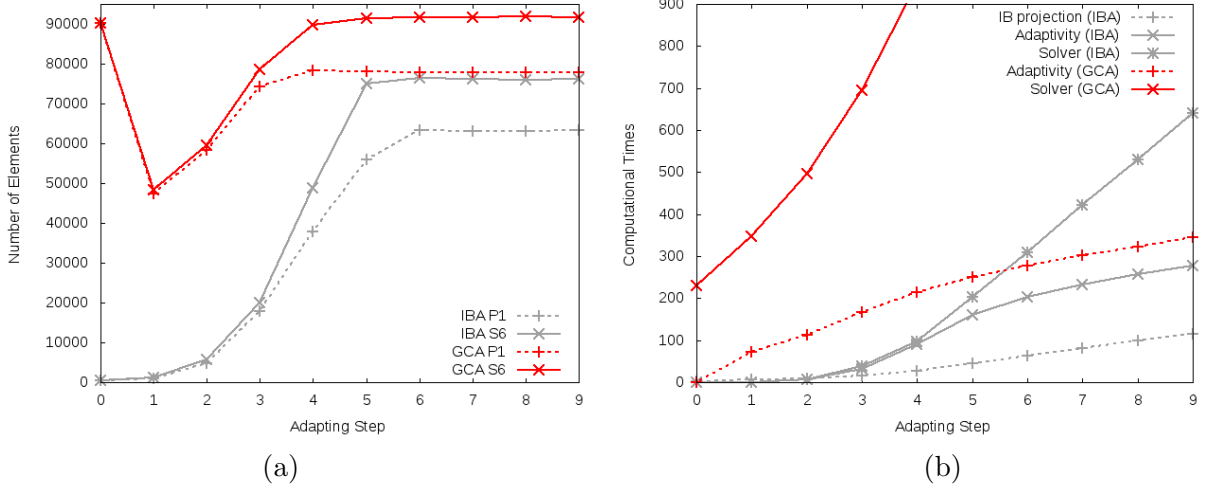 90000
80000
70000
60000
50000
40000
30000
20000
10000
0
Number of Elements
IBA P1
IBA S6
GCA P1
GCA S6
0 1 2 3 4 5 6 7 8 9
Adapting Step
(a)
900
800
700
600
500
400
300
200
100
0
Computational Times
IB projection (IBA)
Adaptivity (IBA)
Solver (IBA)
Adaptivity (GCA)
Solver (GCA)
0 1 2 3 4 5 6 7 8 9
Adapting Step
(b)